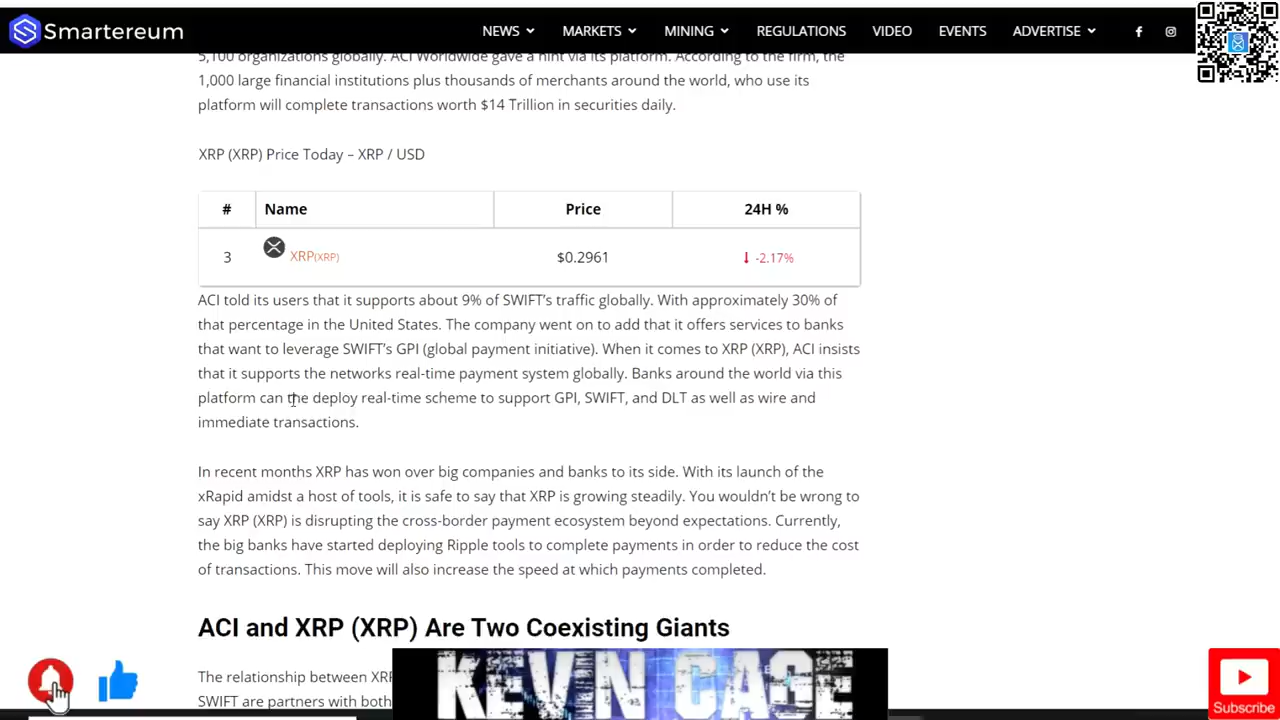 Smartereum
NEWS MARKETS MINING REGULATIONS VIDEO EVENTS ADVERTISE
5,100 organizations globally. ACI Worldwide gave a hint via its platform. According to the firm, the
1,000 large financial institutions plus thousands of merchants around the world, who use its
platform will complete transactions worth $14 Trillion in securities daily.
XRP (XRP) Price Today – XRP / USD
# Name Price 24H %
3 XRP(XRP) $0.2961 -2.17%
ACI told its users that it supports about 9% of SWIFT's traffic globally. With approximately 30% of
that percentage in the United States. The company went on to add that it offers services to banks
that want to leverage SWIFT's GPI (global payment initiative). When it comes to XRP (XRP), ACI insists
that it supports the networks real-time payment system globally. Banks around the world via this
platform can the deploy real-time scheme to support GPI, SWIFT, and DLT as well as wire and
immediate transactions.
In recent months XRP has won over big companies and banks to its side. With its launch of the
xRapid amidst a host of tools, it is safe to say that XRP is growing steadily. You wouldn't be wrong to
say XRP (XRP) is disrupting the cross-border payment ecosystem beyond expectations. Currently,
the big banks have started deploying Ripple tools to complete payments in order to reduce the cost
of transactions. This move will also increase the speed at which payments completed.
ACI and XRP (XRP) Are Two Coexisting Giants
The relationship between XRP
SWIFT are partners with both
KEVIN CAGE
Subscribe